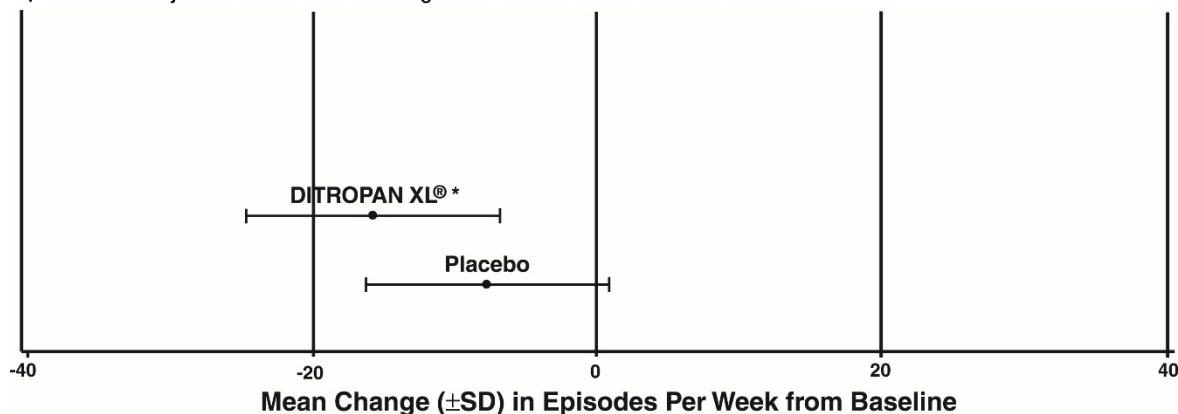 DITROPAN XL® *
Placebo
-40 -20 0 20 40
Mean Change (±SD) in Episodes Per Week from Baseline